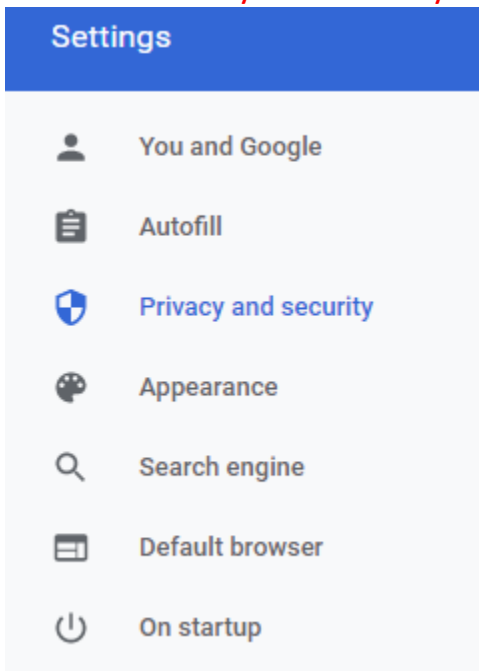 Settings
You and Google
Autofill
Privacy and security
Appearance
Search engine
Default browser
On startup